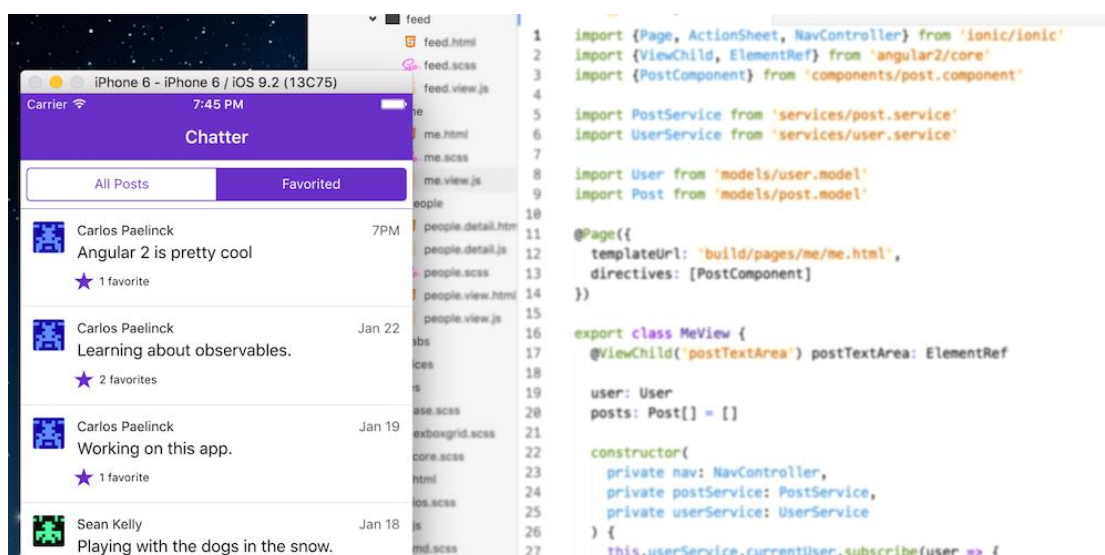 iPhone 6 - iPhone 6 / iOS 9.2 (13C75)
Carrier
7:45 PM
Chatter
All Posts
Favorited
Carlos Paelinck
7PM
Angular 2 is pretty cool
1 favorite
Carlos Paelinck
Jan 22
Learning about observables.
2 favorites
Carlos Paelinck
Jan 19
Working on this app.
1 favorite
Sean Kelly
Jan 18
Playing with the dogs in the snow.
feed
feed.html
feed.scss
feed.view.js
me.html
me.scss
me.view.js
people.detail.htm
people.detail.js
people.scss
people.view.html
people.view.js
core.scss
ios.scss
md.scss
1 import {Page, ActionSheet, NavController} from 'ionic/ionic'
2 import {ViewChild, ElementRef} from 'angular2/core'
3 import {PostComponent} from 'components/post.component'
4
5 import PostService from 'services/post.service'
6 import UserService from 'services/user.service'
7
8 import User from 'models/user.model'
9 import Post from 'models/post.model'
10
11 @Page({
12 templateUrl: 'build/pages/me/me.html',
13 directives: [PostComponent]
14 })
15
16 export class MeView {
17 @ViewChild('postTextArea') postTextArea: ElementRef
18
19 user: User
20 posts: Post[] = []
21
22 constructor(
23 private nav: NavController,
24 private postService: PostService,
25 private userService: UserService
26 ) {
27 this.userService.currentUser.subscribe(user => {